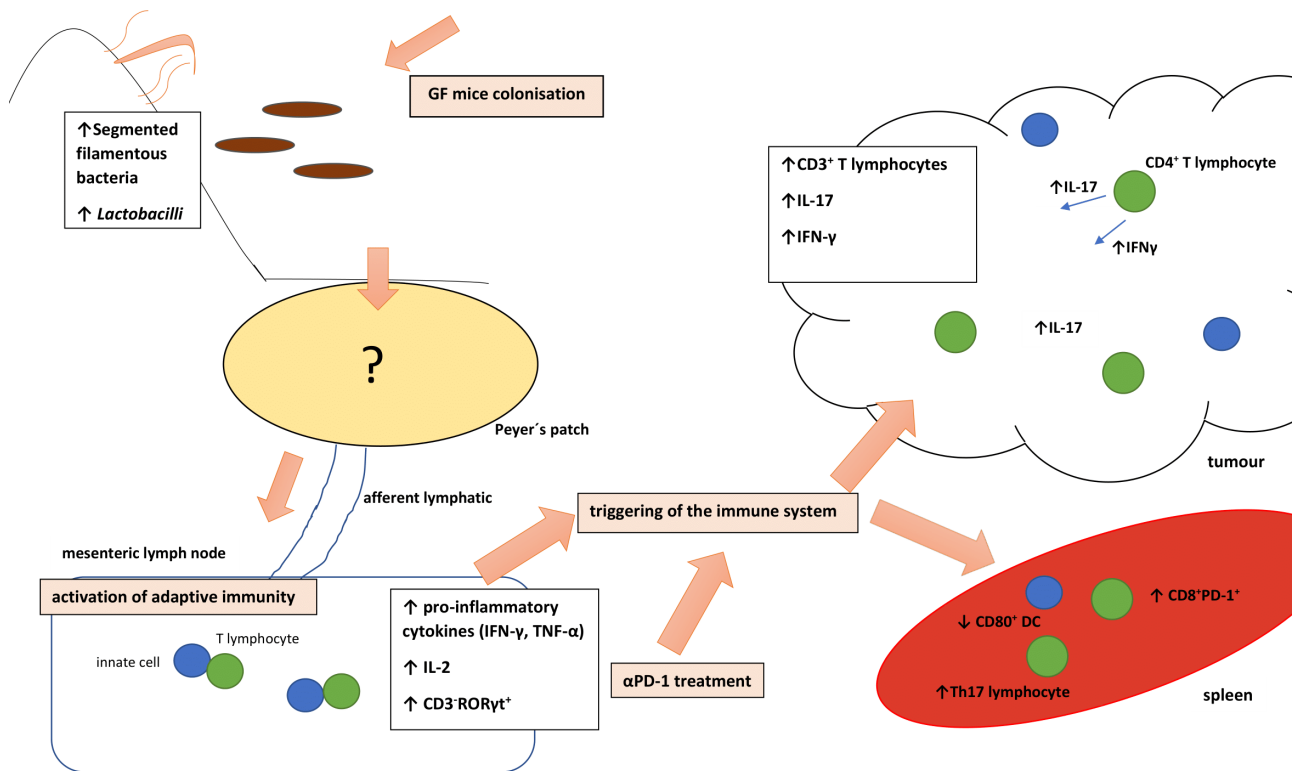 GF mice colonisation
↑Segmented
filamentous
bacteria
↑ Lactobacilli
?
Peyer´s patch
afferent lymphatic
mesenteric lymph node
activation of adaptive immunity
T lymphocyte
innate cell
↑ pro-inflammatory
cytokines (IFN-γ, TNF-α)
↑ IL-2
↑ CD3⁻RORγt⁺
triggering of the immune system
αPD-1 treatment
↑CD3⁺ T lymphocytes
↑IL-17
↑IFN-γ
CD4⁺ T lymphocyte
↑IL-17
↑IFNγ
↑IL-17
tumour
↑ CD8⁺PD-1⁺
↓ CD80⁺ DC
↑Th17 lymphocyte
spleen